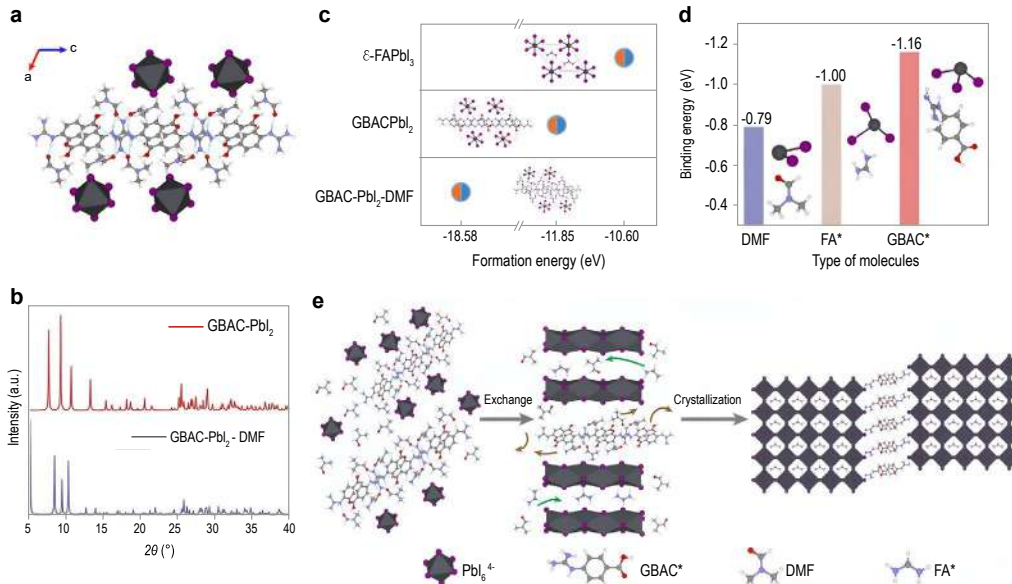 a
c
a
b
Intensity (a.u.)
GBAC-PbI2
GBAC-PbI2 - DMF
5 10 15 20 25 30 35 40
2θ (°)
c
ℰ-FAPbI3
GBACPbI2
GBAC-PbI2-DMF
-18.58 -11.85 -10.60
Formation energy (eV)
d
Binding energy (eV)
-1.2
-1.0
-0.8
-0.6
-0.4
-0.79
-1.00
-1.16
DMF FA* GBAC*
Type of molecules
e
Exchange
Crystallization
PbI6 4-
GBAC*
DMF
FA*